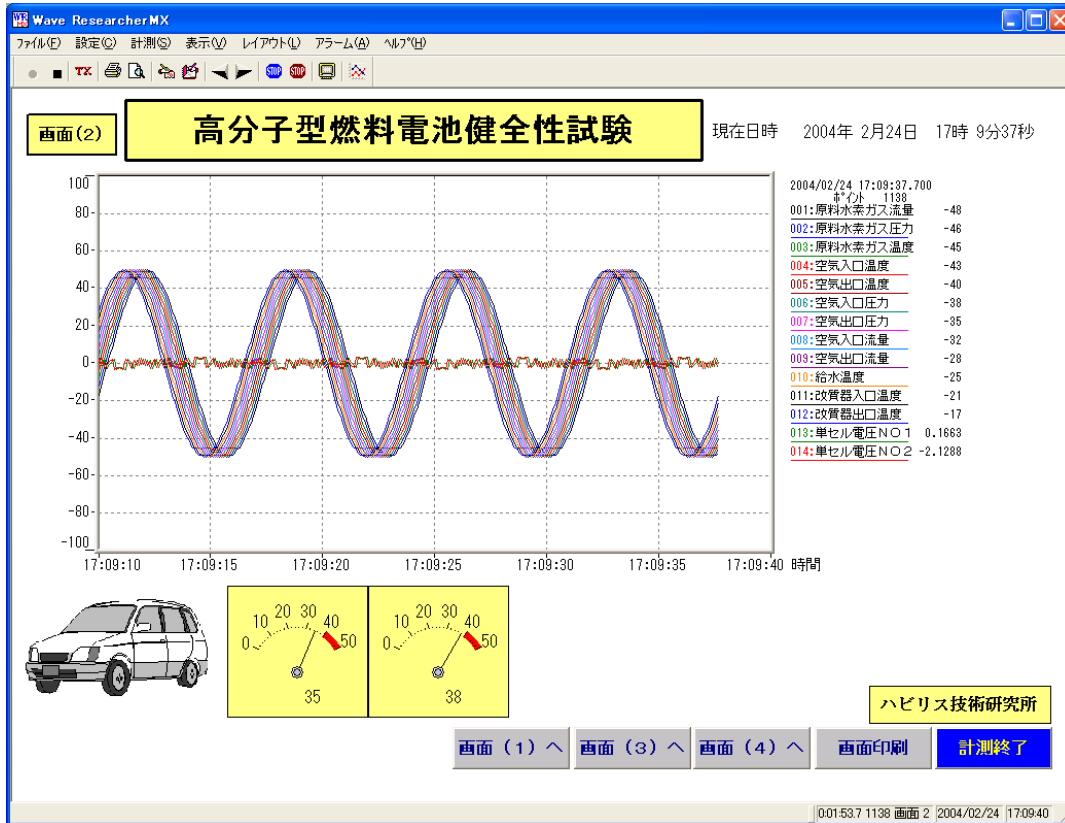 Wave ResearcherMX
ファイル(F) 設定(C) 計測(S) 表示(V) レイアウト(L) アラーム(A) ヘルプ(H)
TX STOP STOP
画面(2)
高分子型燃料電池健全性試験
現在日時 2004年 2月24日 17時 9分37秒
2004/02/24 17:09:37.700
ポイント 1138
001:原料水素ガス流量 -48
002:原料水素ガス圧力 -46
003:原料水素ガス温度 -45
004:空気入口温度 -43
005:空気出口温度 -40
006:空気入口圧力 -38
007:空気出口圧力 -35
008:空気入口流量 -32
009:空気出口流量 -28
010:給水温度 -25
011:改質器入口温度 -21
012:改質器出口温度 -17
013:単セル電圧NO1 0.1663
014:単セル電圧NO2 -2.1288
100
80
60
40
20
0
-20
-40
-60
-80
-100
17:09:10 17:09:15 17:09:20 17:09:25 17:09:30 17:09:35 17:09:40 時間
0 10 20 30 40 50
35
0 10 20 30 40 50
38
ハビリス技術研究所
画面(1)へ 画面(3)へ 画面(4)へ 画面印刷 計測終了
0:01:53.7 1138 画面 2 2004/02/24 17:09:40